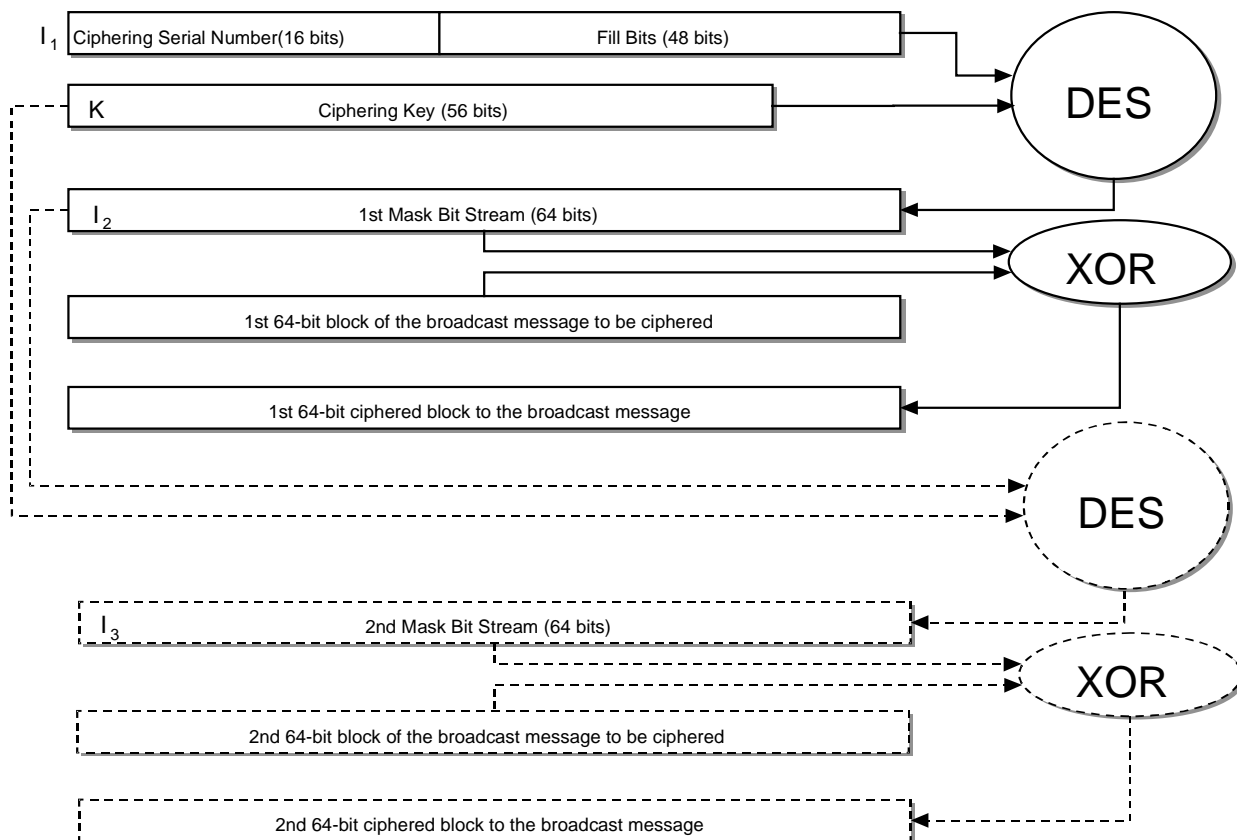 I1 Ciphering Serial Number(16 bits) Fill Bits (48 bits)
DES
K Ciphering Key (56 bits)
I2 1st Mask Bit Stream (64 bits)
XOR
1st 64-bit block of the broadcast message to be ciphered
1st 64-bit ciphered block to the broadcast message
DES
I3 2nd Mask Bit Stream (64 bits)
XOR
2nd 64-bit block of the broadcast message to be ciphered
2nd 64-bit ciphered block to the broadcast message